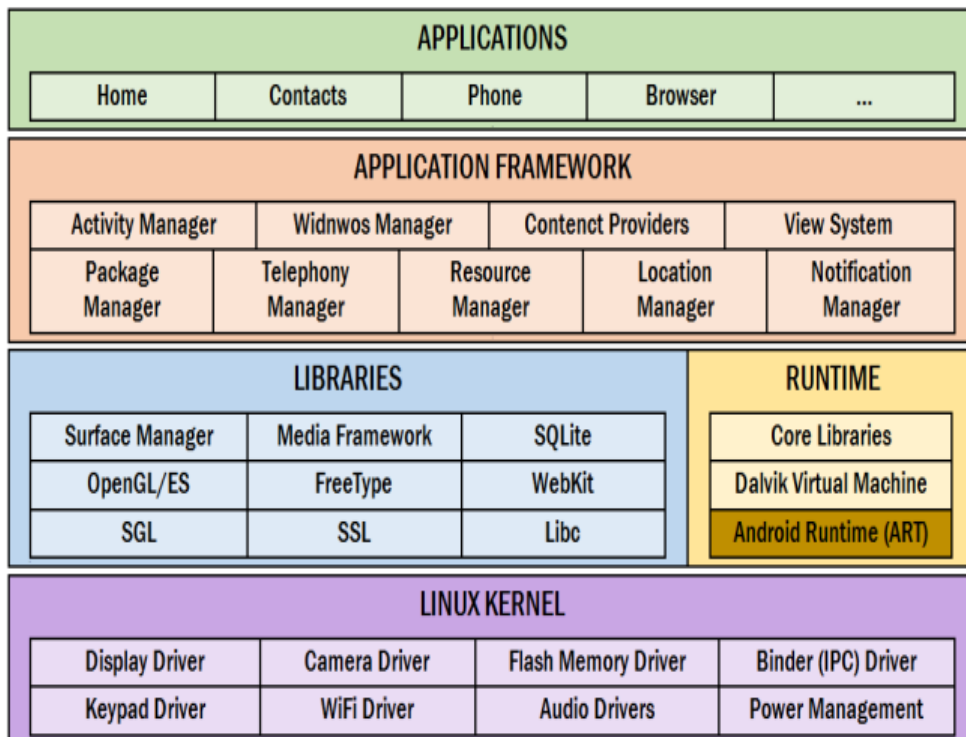 APPLICATIONS
Home Contacts Phone Browser ...
APPLICATION FRAMEWORK
Activity Manager Widnwos Manager Contenct Providers View System
Package Manager Telephony Manager Resource Manager Location Manager Notification Manager
LIBRARIES
Surface Manager Media Framework SQLite
OpenGL/ES FreeType WebKit
SGL SSL Libc
RUNTIME
Core Libraries
Dalvik Virtual Machine
Android Runtime (ART)
LINUX KERNEL
Display Driver Camera Driver Flash Memory Driver Binder (IPC) Driver
Keypad Driver WiFi Driver Audio Drivers Power Management